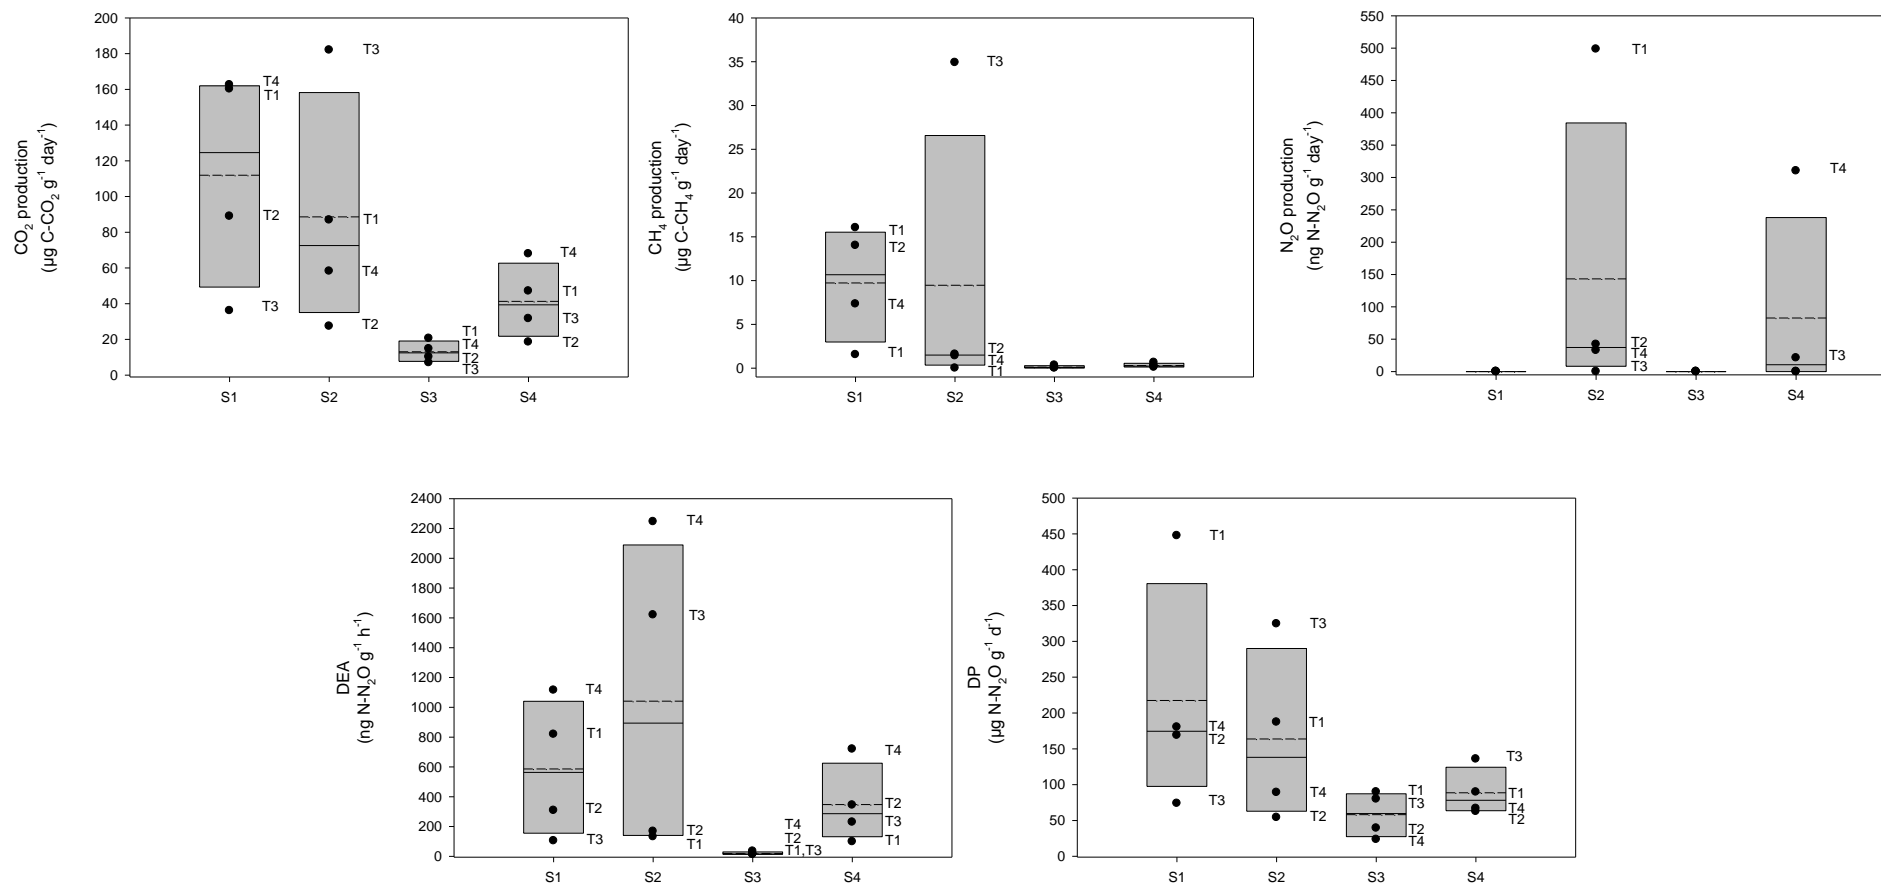 CO₂ production
(µg C-CO₂ g⁻¹ day⁻¹)
200
180
160
140
120
100
80
60
40
20
0
T4
T1
T2
T3
T3
T1
T4
T2
T1
T4
T2
T3
T4
T1
T3
T2
S1 S2 S3 S4
CH₄ production
(µg C-CH₄ g⁻¹ day⁻¹)
40
35
30
25
20
15
10
5
0
T1
T2
T4
T1
T3
T2
T4
T1
S1 S2 S3 S4
N₂O production
(ng N-N₂O g⁻¹ day⁻¹)
550
500
450
400
350
300
250
200
150
100
50
0
T1
T2
T4
T3
T4
T3
S1 S2 S3 S4
DEA
(ng N-N₂O g⁻¹ h⁻¹)
2400
2200
2000
1800
1600
1400
1200
1000
800
600
400
200
0
T4
T1
T2
T3
T4
T3
T2
T1
T4
T2
T1,T3
T4
T2
T3
T1
S1 S2 S3 S4
DP
(µg N-N₂O g⁻¹ d⁻¹)
500
450
400
350
300
250
200
150
100
50
0
T1
T4
T2
T3
T3
T1
T4
T2
T1
T3
T2
T4
T3
T1
T4
T2
S1 S2 S3 S4